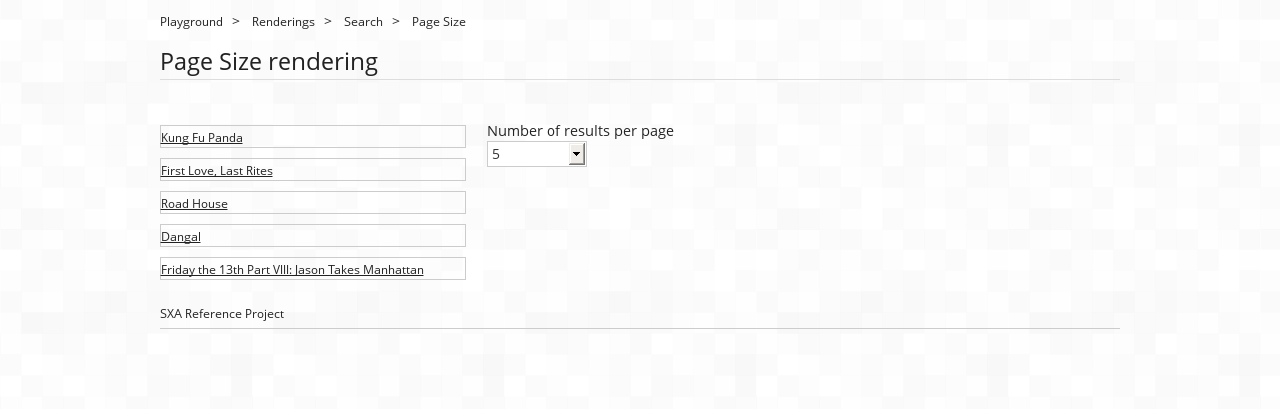 Playground > Renderings > Search > Page Size
Page Size rendering
Kung Fu Panda
First Love, Last Rites
Road House
Dangal
Friday the 13th Part VIII: Jason Takes Manhattan
Number of results per page
5
SXA Reference Project